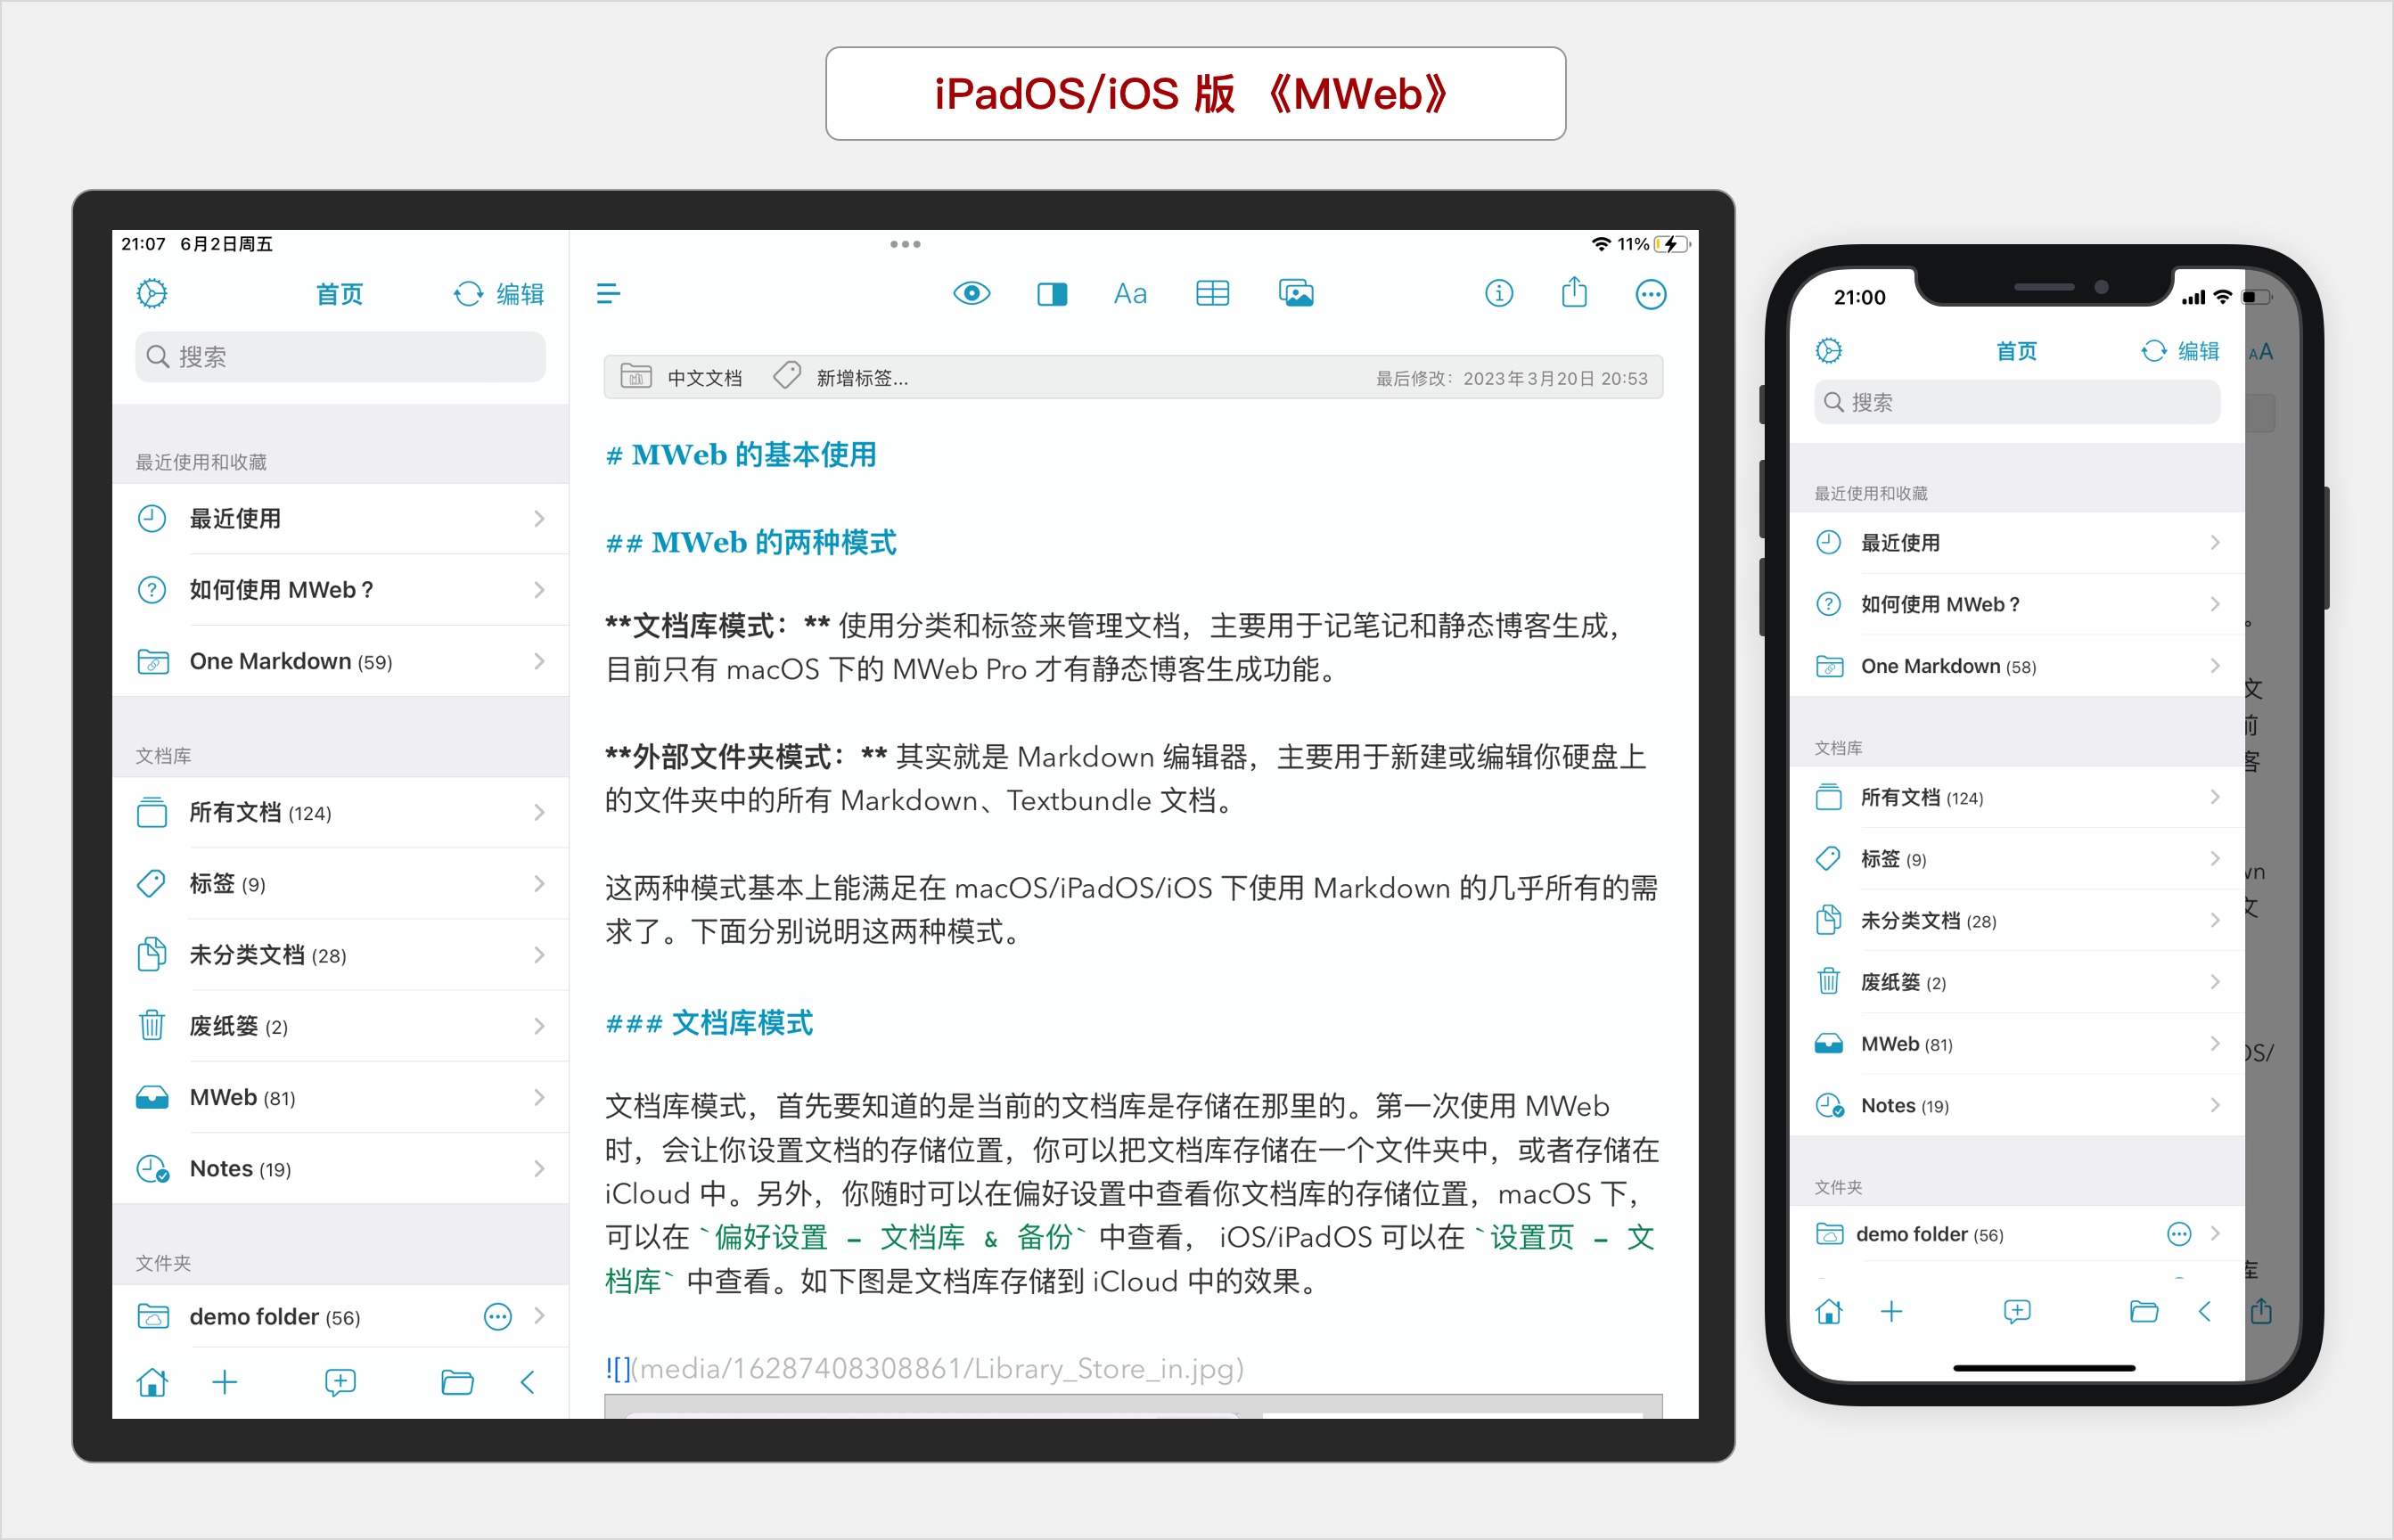 iPadOS/iOS 版 《MWeb》
21:07 6月2日周五
11%
首页
编辑
搜索
最近使用和收藏
最近使用
如何使用 MWeb？
One Markdown (59)
文档库
所有文档 (124)
标签 (9)
未分类文档 (28)
废纸篓 (2)
MWeb (81)
Notes (19)
文件夹
demo folder (56)
Aa
中文文档 新增标签... 最后修改：2023年3月20日 20:53
# MWeb 的基本使用
## MWeb 的两种模式
**文档库模式：** 使用分类和标签来管理文档，主要用于记笔记和静态博客生成，
目前只有 macOS 下的 MWeb Pro 才有静态博客生成功能。
**外部文件夹模式：** 其实就是 Markdown 编辑器，主要用于新建或编辑你硬盘上
的文件夹中的所有 Markdown、Textbundle 文档。
这两种模式基本上能满足在 macOS/iPadOS/iOS 下使用 Markdown 的几乎所有的需
求了。下面分别说明这两种模式。
### 文档库模式
文档库模式，首先要知道的是当前的文档库是存储在那里的。第一次使用 MWeb
时，会让你设置文档的存储位置，你可以把文档库存储在一个文件夹中，或者存储在
iCloud 中。另外，你随时可以在偏好设置中查看你文档库的存储位置，macOS 下，
可以在 `偏好设置 - 文档库 & 备份` 中查看， iOS/iPadOS 可以在 `设置页 - 文
档库` 中查看。如下图是文档库存储到 iCloud 中的效果。
![](media/16287408308861/Library_Store_in.jpg)
21:00
首页
编辑
AA
搜索
最近使用和收藏
最近使用
如何使用 MWeb？
One Markdown (58)
文
前
客
文档库
所有文档 (124)
标签 (9)
wn
未分类文档 (28)
文
废纸篓 (2)
MWeb (81)
OS/
Notes (19)
文件夹
demo folder (56)
库